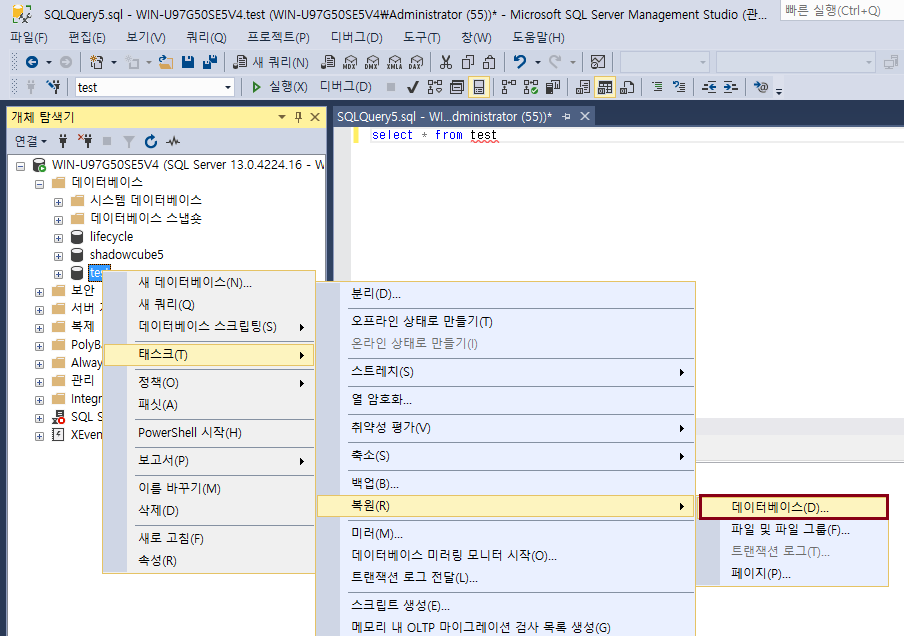 SQLQuery5.sql - WIN-U97G50SE5V4.test (WIN-U97G50SE5V4₩Administrator (55))* - Microsoft SQL Server Management Studio (관...
빠른 실행(Ctrl+Q)
파일(F) 편집(E) 보기(V) 쿼리(Q) 프로젝트(P) 디버그(D) 도구(T) 창(W) 도움말(H)
새 쿼리(N) MDX DMX XMLA DAX
test 실행(X) 디버그(D)
개체 탐색기
SQLQuery5.sql - WI...dministrator (55))*
연결
select * from test
WIN-U97G50SE5V4 (SQL Server 13.0.4224.16 - W
데이터베이스
시스템 데이터베이스
데이터베이스 스냅숏
lifecycle
shadowcube5
보안
서버
복제
PolyB
Alway
관리
Integr
SQL S
XEven
새 데이터베이스(N)...
새 쿼리(Q)
데이터베이스 스크립팅(S)
태스크(T)
정책(O)
패싯(A)
PowerShell 시작(H)
보고서(P)
이름 바꾸기(M)
삭제(D)
새로 고침(F)
속성(R)
분리(D)...
오프라인 상태로 만들기(T)
온라인 상태로 만들기(I)
스트레치(S)
열 암호화...
취약성 평가(V)
축소(S)
백업(B)...
복원(R)
미러(M)...
데이터베이스 미러링 모니터 시작(O)...
트랜잭션 로그 전달(L)...
스크립트 생성(E)...
메모리 내 OLTP 마이그레이션 검사 목록 생성(G)
데이터베이스(D)...
파일 및 파일 그룹(F)...
트랜잭션 로그(T)...
페이지(P)...